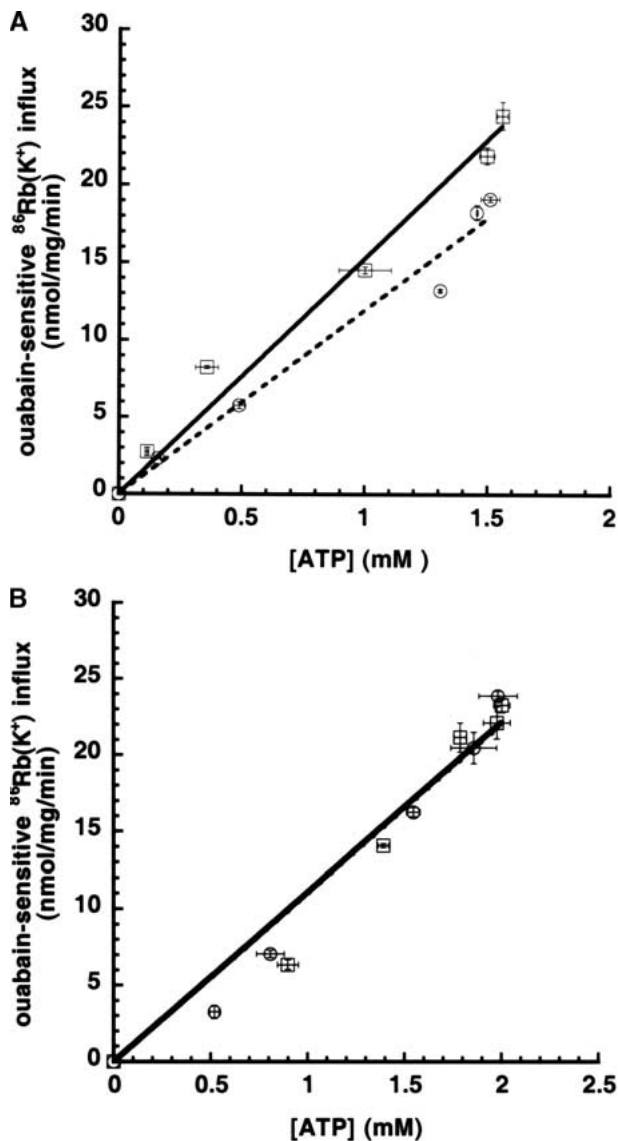 A
30
25
20
15
10
5
0
ouabain-sensitive ⁸⁶Rb(K⁺) influx
(nmol/mg/min)
0 0.5 1 1.5 2
[ATP] (mM )
B
30
25
20
15
10
5
0
ouabain-sensitive ⁸⁶Rb(K⁺) influx
(nmol/mg/min)
0 0.5 1 1.5 2 2.5
[ATP] (mM)